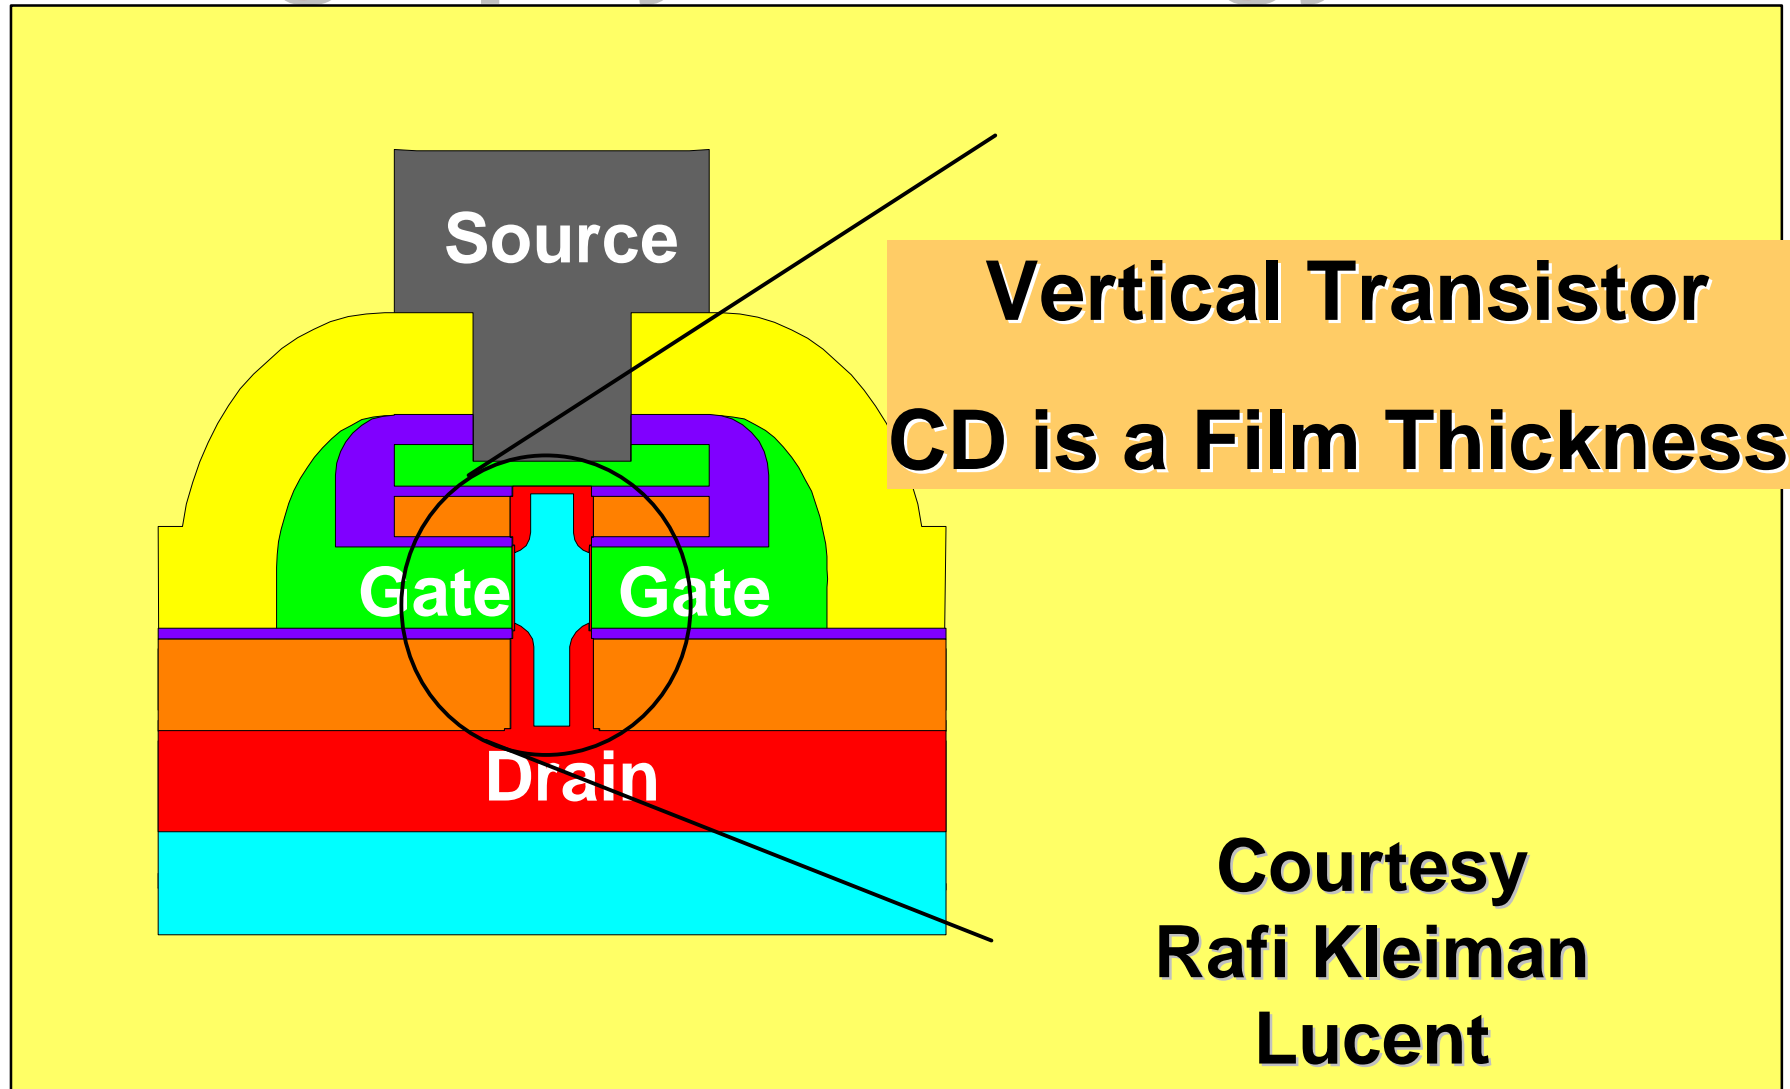 Source
Vertical Transistor
CD is a Film Thickness
Gate Gate
Drain
Courtesy
Rafi Kleiman
Lucent